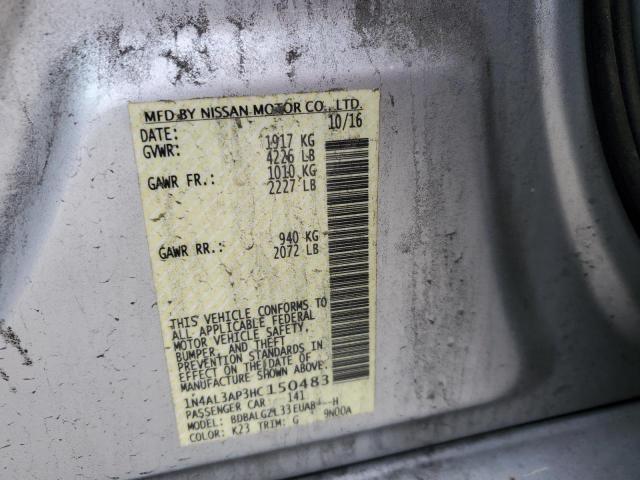 MFD BY NISSAN MOTOR CO., LTD.
DATE: 10/16
GVWR: 1917 KG
4226 LB
GAWR FR.: 1010 KG
2227 LB
GAWR RR.: 940 KG
2072 LB
THIS VEHICLE CONFORMS TO
ALL APPLICABLE FEDERAL
MOTOR VEHICLE SAFETY,
BUMPER, AND THEFT
PREVENTION STANDARDS IN
EFFECT ON THE DATE OF
MANUFACTURE SHOWN ABOVE.
1N4AL3AP3HC150483
PASSENGER CAR 141
MODEL:
COLOR: K23 TRIM: G 9N00A